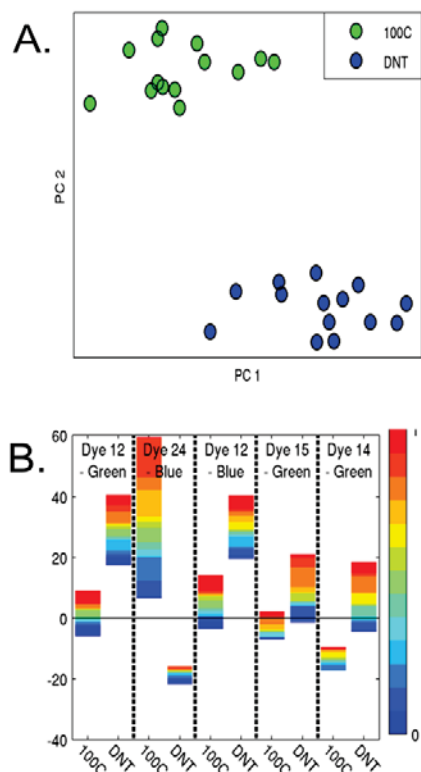 A.
100C
DNT
PC 2
PC 1
B.
60
40
20
0
-20
-40
Dye 12 - Green
Dye 24 - Blue
Dye 12 - Blue
Dye 15 - Green
Dye 14 - Green
100C
DNT
100C
DNT
100C
DNT
100C
DNT
100C
DNT
0